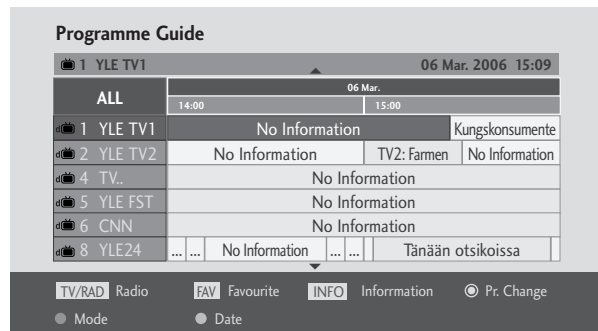 Programme Guide
1 YLE TV1 06 Mar. 2006 15:09
ALL
06 Mar.
14:00 15:00
1 YLE TV1 No Information Kungskonsumente
2 YLE TV2 No Information TV2: Farmen No Information
4 TV.. No Information
5 YLE FST No Information
6 CNN No Information
8 YLE24 ... ... No Information ... ... Tänään otsikoissa
TV/RAD Radio FAV Favourite INFO Inforrmation Pr. Change
Mode Date